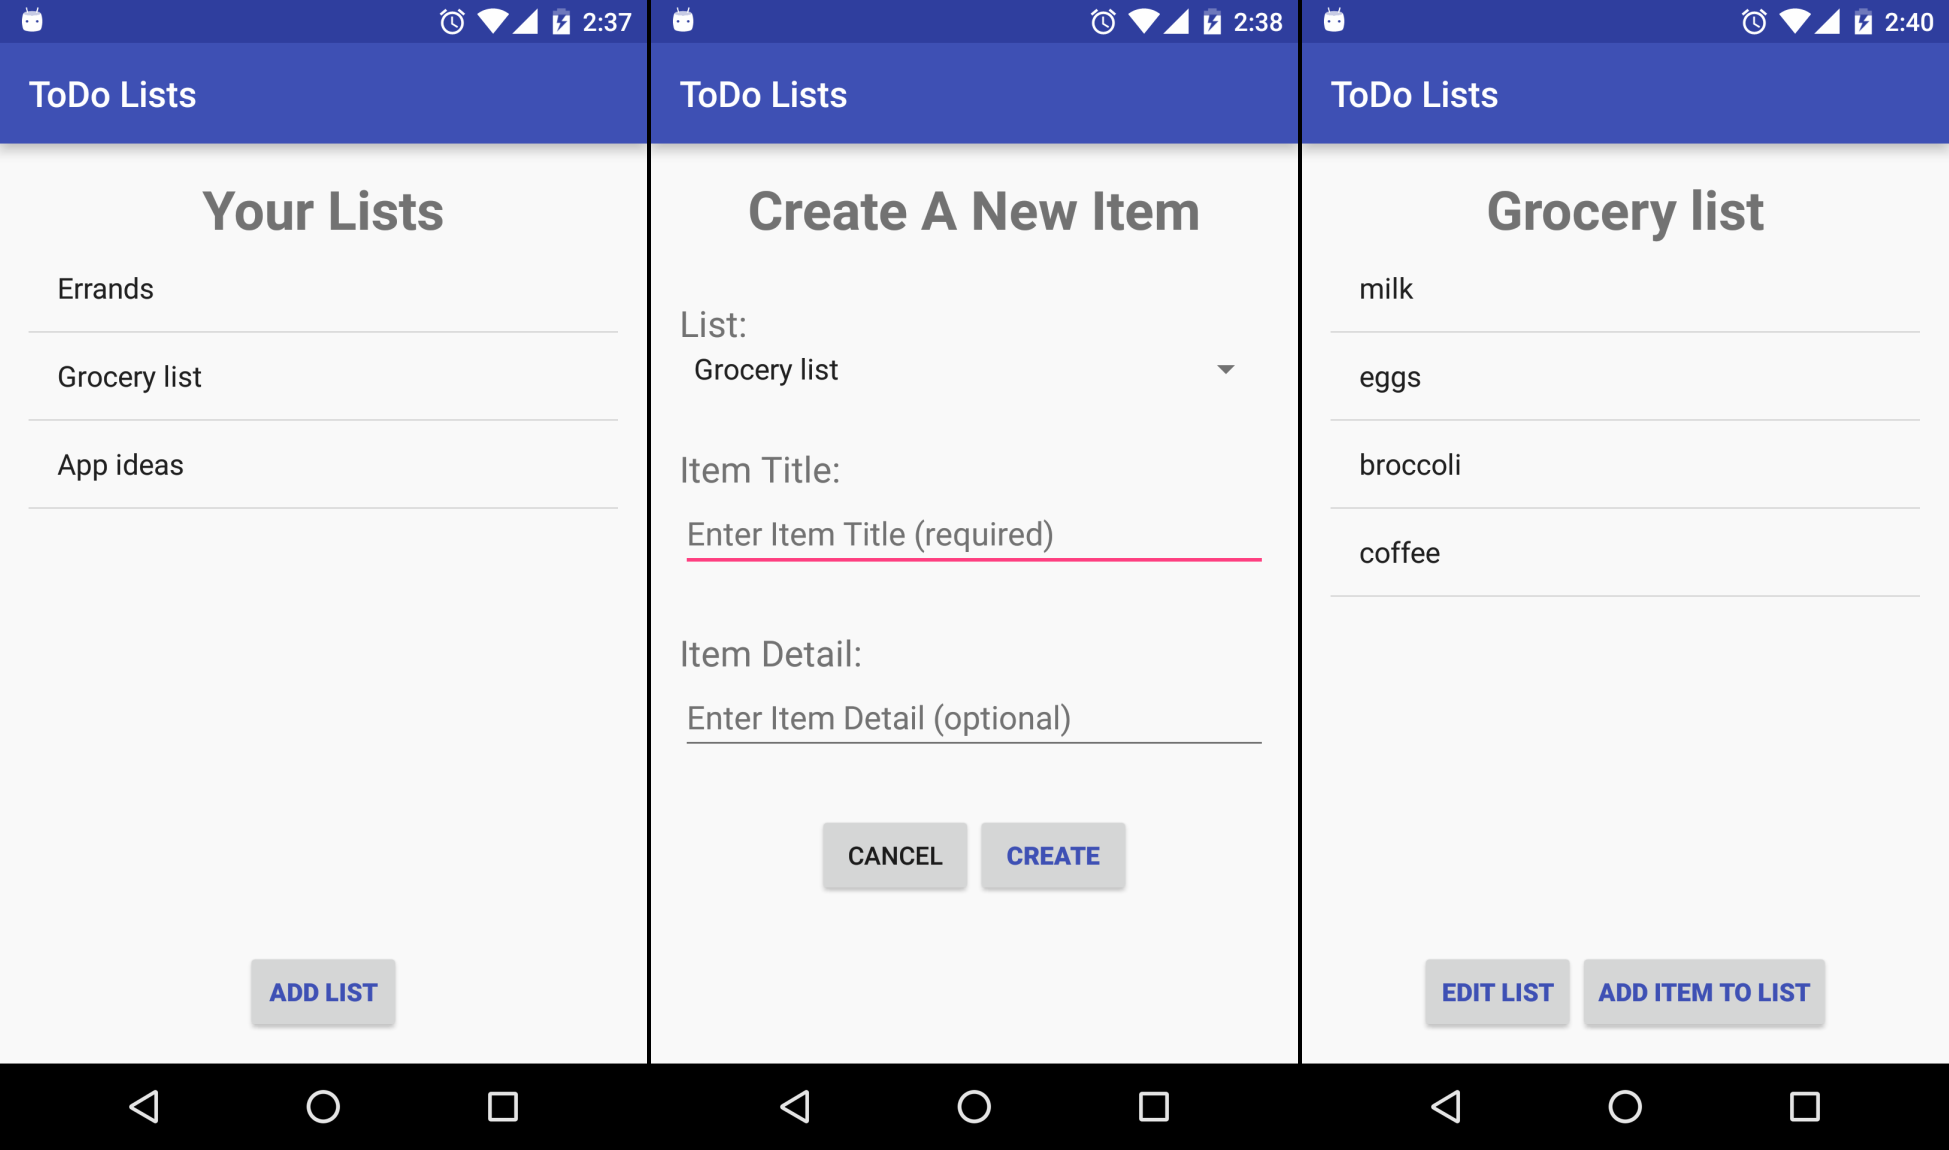 2:37
ToDo Lists
Your Lists
Errands
Grocery list
App ideas
ADD LIST
2:38
ToDo Lists
Create A New Item
List:
Grocery list
Item Title:
Enter Item Title (required)
Item Detail:
Enter Item Detail (optional)
CANCEL CREATE
2:40
ToDo Lists
Grocery list
milk
eggs
broccoli
coffee
EDIT LIST ADD ITEM TO LIST